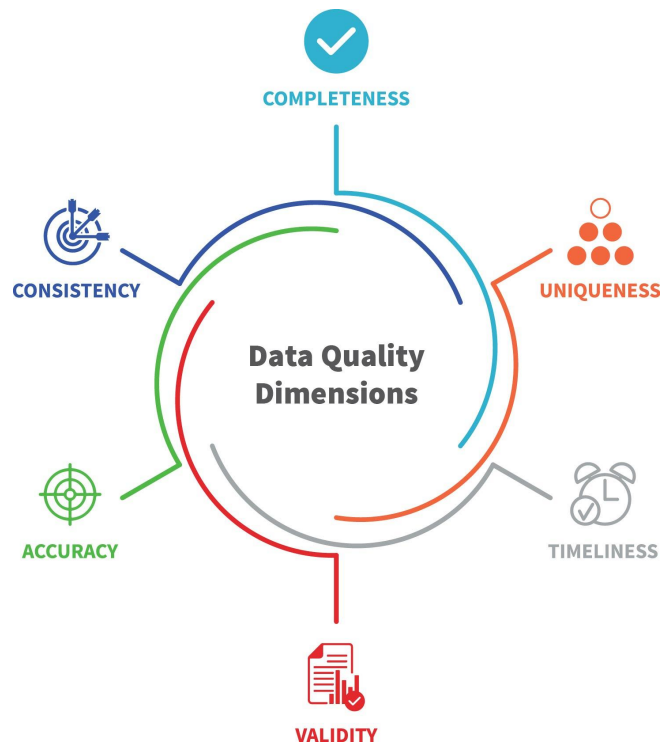 COMPLETENESS
CONSISTENCY
UNIQUENESS
Data Quality
Dimensions
ACCURACY
TIMELINESS
VALIDITY